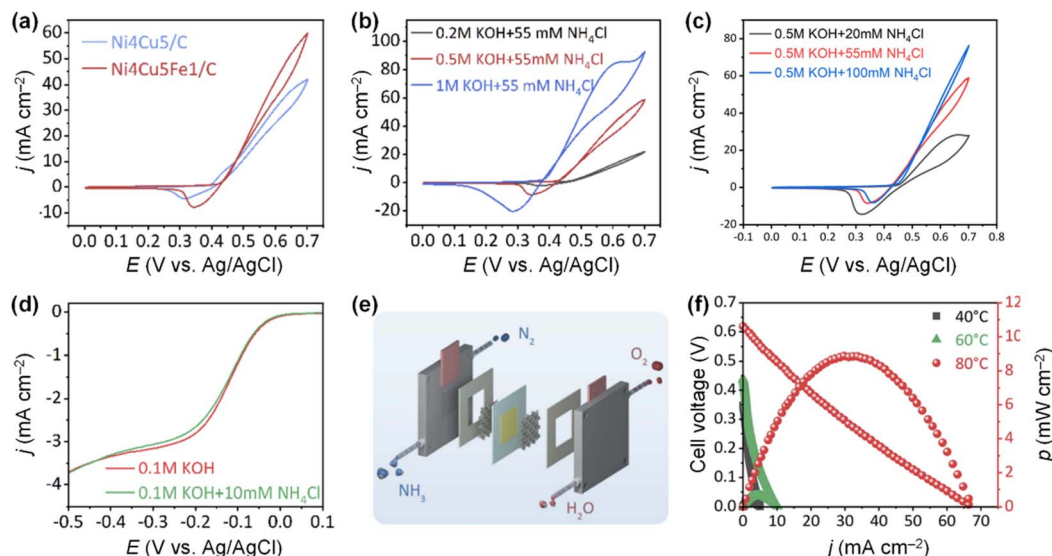 (a)
Ni4Cu5/C
Ni4Cu5Fe1/C
60
50
40
30
20
10
0
-10
j (mA cm⁻²)
0.0 0.1 0.2 0.3 0.4 0.5 0.6 0.7
E (V vs. Ag/AgCl)
(b)
0.2M KOH+55 mM NH₄Cl
0.5M KOH+55mM NH₄Cl
1M KOH+55 mM NH₄Cl
100
80
60
40
20
0
-20
j (mA cm⁻²)
0.0 0.1 0.2 0.3 0.4 0.5 0.6 0.7
E (V vs. Ag/AgCl)
(c)
0.5M KOH+20mM NH₄Cl
0.5M KOH+55mM NH₄Cl
0.5M KOH+100mM NH₄Cl
80
60
40
20
0
-20
j (mA cm⁻²)
-0.1 0.0 0.1 0.2 0.3 0.4 0.5 0.6 0.7 0.8
E (V vs. Ag/AgCl)
(d)
0
-1
-2
-3
-4
j (mA cm⁻²)
0.1M KOH
0.1M KOH+10mM NH₄Cl
-0.5 -0.4 -0.3 -0.2 -0.1 0.0 0.1
E (V vs. Ag/AgCl)
(e)
N₂
O₂
NH₃
H₂O
(f)
0.7
0.6
0.5
0.4
0.3
0.2
0.1
0.0
Cell voltage (V)
40°C
60°C
80°C
12
10
8
6
4
2
0
p (mW cm⁻²)
0 10 20 30 40 50 60 70
j (mA cm⁻²)